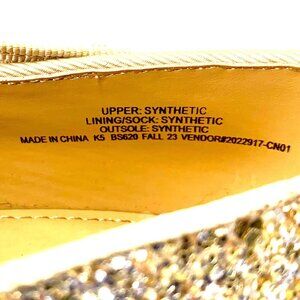 UPPER: SYNTHETIC
LINING/SOCK: SYNTHETIC
OUTSOLE: SYNTHETIC
MADE IN CHINA K5 BS620 FALL 23 VENDOR#2022917-CN01